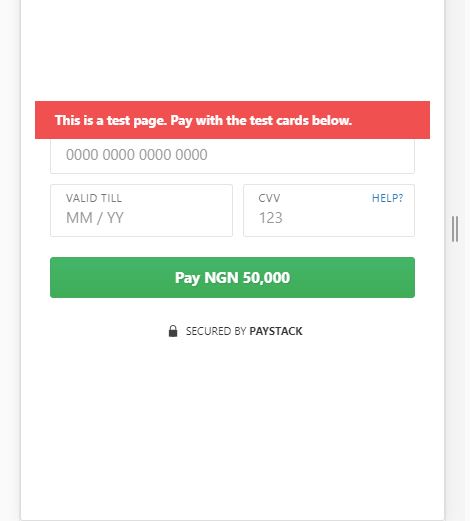 This is a test page. Pay with the test cards below.
0000 0000 0000 0000
VALID TILL
MM / YY
CVV HELP?
123
Pay NGN 50,000
SECURED BY PAYSTACK